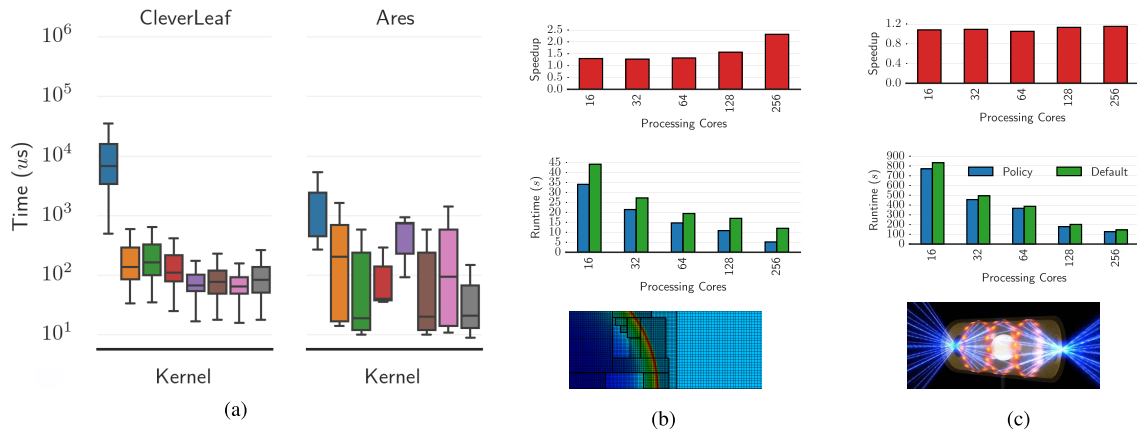 CleverLeaf
Ares
Time (us)
10^6
10^5
10^4
10^3
10^2
10^1
Kernel
Kernel
(a)
Speedup
2.5
2.0
1.5
1.0
0.5
0.0
16 32 64 128 256
Processing Cores
Runtime (s)
45
40
35
30
25
20
15
10
5
0
16 32 64 128 256
Processing Cores
(b)
Speedup
1.2
0.8
0.4
0.0
16 32 64 128 256
Processing Cores
Runtime (s)
900
800
700
600
500
400
300
200
100
0
Policy
Default
16 32 64 128 256
Processing Cores
(c)